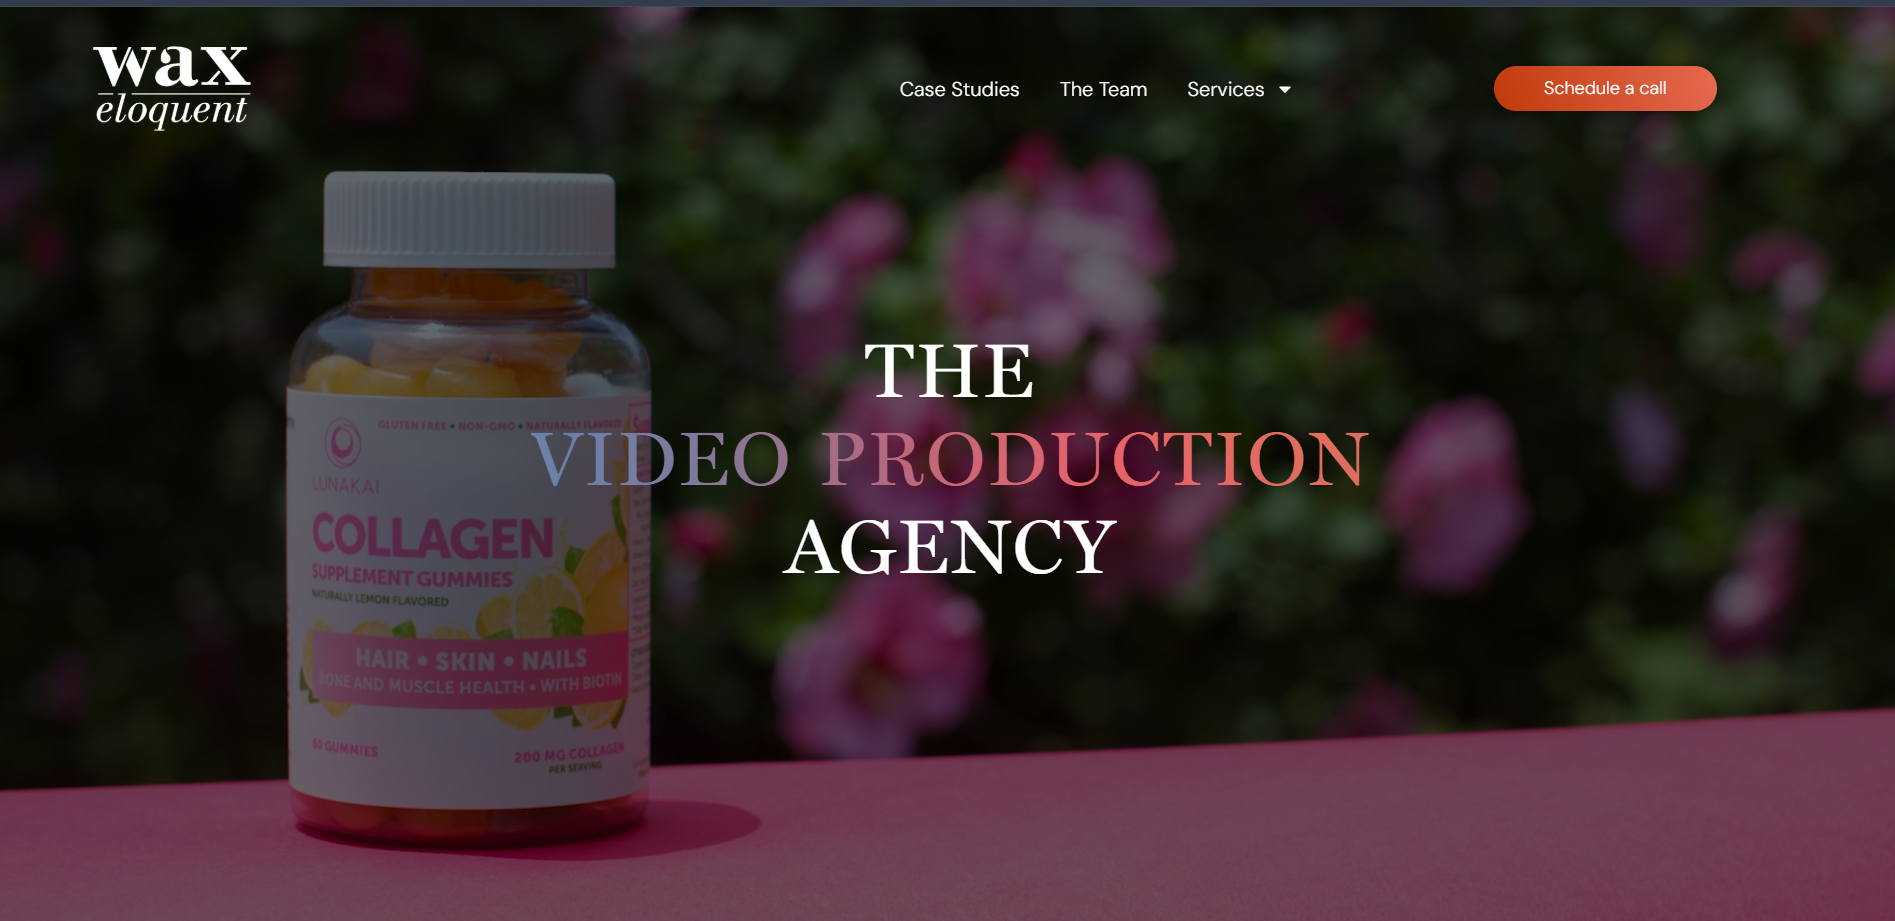 wax
eloquent
Case Studies
The Team
Services
Schedule a call
THE
VIDEO PRODUCTION
AGENCY
GLUTEN FREE • NON-GMO • NATURALLY FLAVORED
LUNAKAI
COLLAGEN
SUPPLEMENT GUMMIES
NATURALLY LEMON FLAVORED
HAIR • SKIN • NAILS
BONE AND MUSCLE HEALTH • WITH BIOTIN
60 GUMMIES
200 MG COLLAGEN
PER SERVING